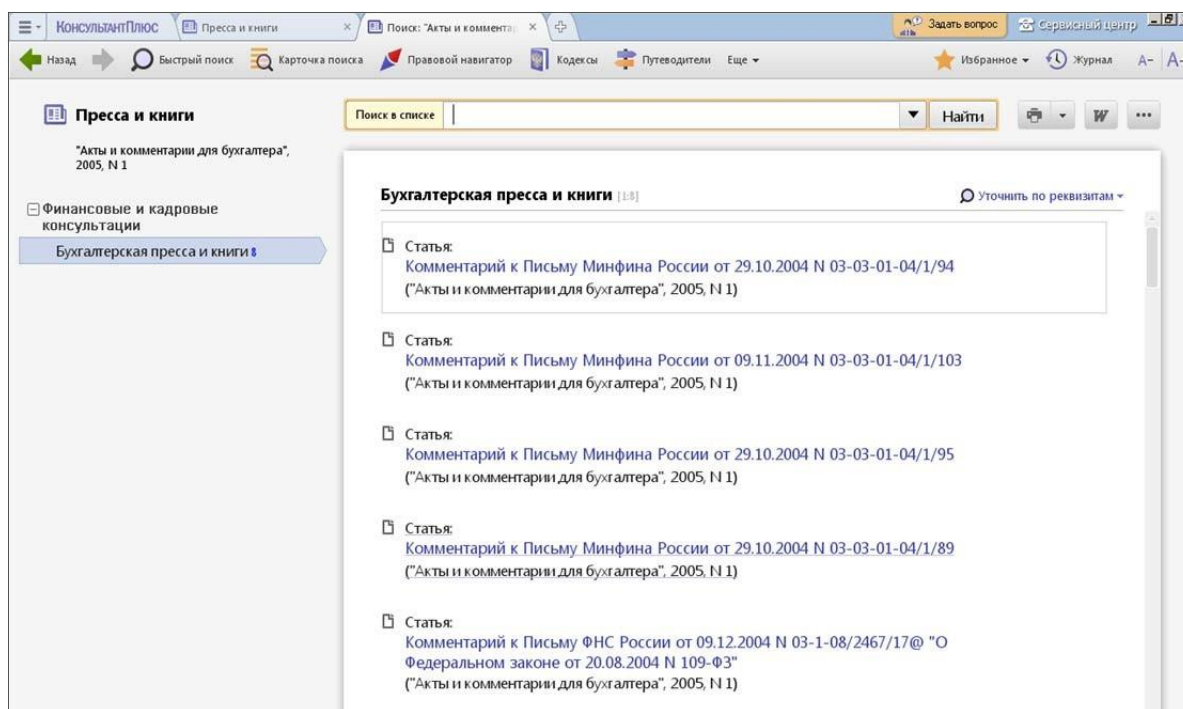 КонсультантПлюс
Пресса и книги
Поиск: "Акты и коммента
Задать вопрос
Сервисный центр
Назад
Быстрый поиск
Карточка поиска
Правовой навигатор
Кодексы
Путеводители
Еще
Избранное
Журнал
A-
A-
Пресса и книги
"Акты и комментарии для бухгалтера",
2005, N 1
Финансовые и кадровые
консультации
Бухгалтерская пресса и книги 8
Поиск в списке
Найти
W
Бухгалтерская пресса и книги [1:8]
Уточнить по реквизитам
Статья:
Комментарий к Письму Минфина России от 29.10.2004 N 03-03-01-04/1/94
("Акты и комментарии для бухгалтера", 2005, N 1)
Статья:
Комментарий к Письму Минфина России от 09.11.2004 N 03-03-01-04/1/103
("Акты и комментарии для бухгалтера", 2005, N 1)
Статья:
Комментарий к Письму Минфина России от 29.10.2004 N 03-03-01-04/1/95
("Акты и комментарии для бухгалтера", 2005, N 1)
Статья:
Комментарий к Письму Минфина России от 29.10.2004 N 03-03-01-04/1/89
("Акты и комментарии для бухгалтера", 2005, N 1)
Статья:
Комментарий к Письму ФНС России от 09.12.2004 N 03-1-08/2467/17@ "О
Федеральном законе от 20.08.2004 N 109-ФЗ"
("Акты и комментарии для бухгалтера", 2005, N 1)